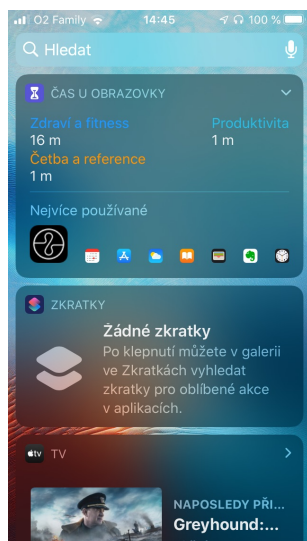 O2 Family 14:45 100 %
Hledat
ČAS U OBRAZOVKY
Zdraví a fitness Produktivita
16 m 1 m
Četba a reference
1 m
Nejvíce používané
ZKRATKY
Žádné zkratky
Po klepnutí můžete v galerii
ve Zkratkách vyhledat
zkratky pro oblíbené akce
v aplikacích.
tv TV
NAPOSLEDY PŘI...
Greyhound:...